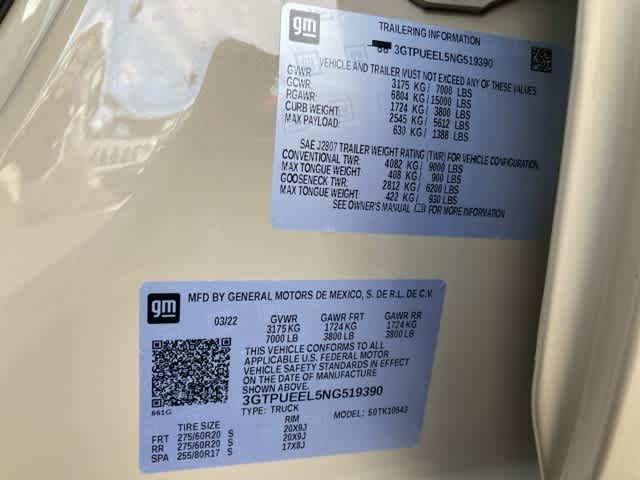 gm
TRAILERING INFORMATION
3GTPUEEL5NG519390
VEHICLE AND TRAILER MUST NOT EXCEED ANY OF THESE VALUES
GVWR: 3175 KG / 7000 LBS
GCWR: 6804 KG / 15000 LBS
RGAWR: 1724 KG / 3800 LBS
CURB WEIGHT: 2545 KG / 5612 LBS
MAX PAYLOAD: 630 KG / 1388 LBS
SAE J2807 TRAILER WEIGHT RATING (TWR) FOR VEHICLE CONFIGURATION.
CONVENTIONAL TWR: 4082 KG / 9000 LBS
MAX TONGUE WEIGHT: 408 KG / 900 LBS
GOOSENECK TWR: 2812 KG / 6200 LBS
MAX TONGUE WEIGHT: 422 KG / 930 LBS
SEE OWNER'S MANUAL FOR MORE INFORMATION
gm
MFD BY GENERAL MOTORS DE MEXICO, S. DE R.L. DE C.V.
03/22 GVWR GAWR FRT GAWR RR
3175 KG 1724 KG 1724 KG
7000 LB 3800 LB 3800 LB
THIS VEHICLE CONFORMS TO ALL
APPLICABLE U.S. FEDERAL MOTOR
VEHICLE SAFETY STANDARDS IN EFFECT
ON THE DATE OF MANUFACTURE
SHOWN ABOVE.
3GTPUEEL5NG519390
661G TYPE: TRUCK MODEL: 50TK10543
TIRE SIZE RIM
FRT 275/60R20 S 20X9J
RR 275/60R20 S 20X9J
SPA 255/80R17 S 17X8J